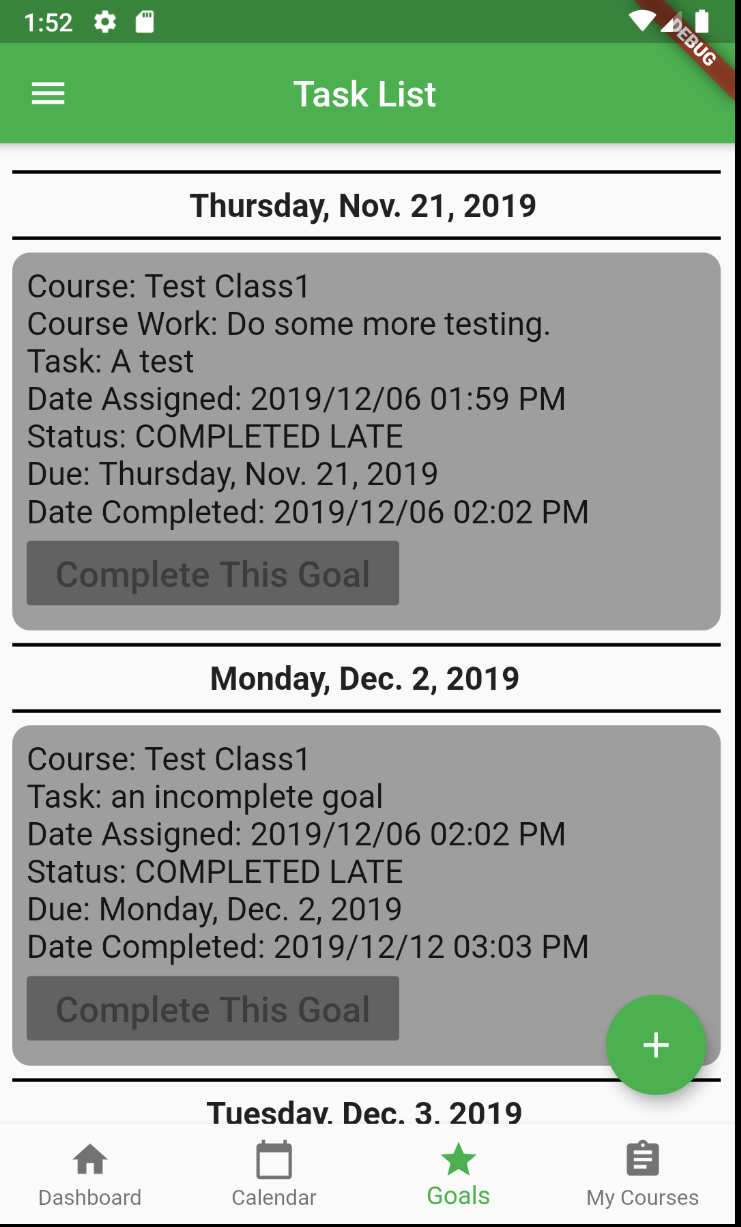 1:52
DEBUG
Task List
Thursday, Nov. 21, 2019
Course: Test Class1
Course Work: Do some more testing.
Task: A test
Date Assigned: 2019/12/06 01:59 PM
Status: COMPLETED LATE
Due: Thursday, Nov. 21, 2019
Date Completed: 2019/12/06 02:02 PM
Complete This Goal
Monday, Dec. 2, 2019
Course: Test Class1
Task: an incomplete goal
Date Assigned: 2019/12/06 02:02 PM
Status: COMPLETED LATE
Due: Monday, Dec. 2, 2019
Date Completed: 2019/12/12 03:03 PM
Complete This Goal
+
Tuesday, Dec. 3, 2019
Dashboard Calendar Goals My Courses